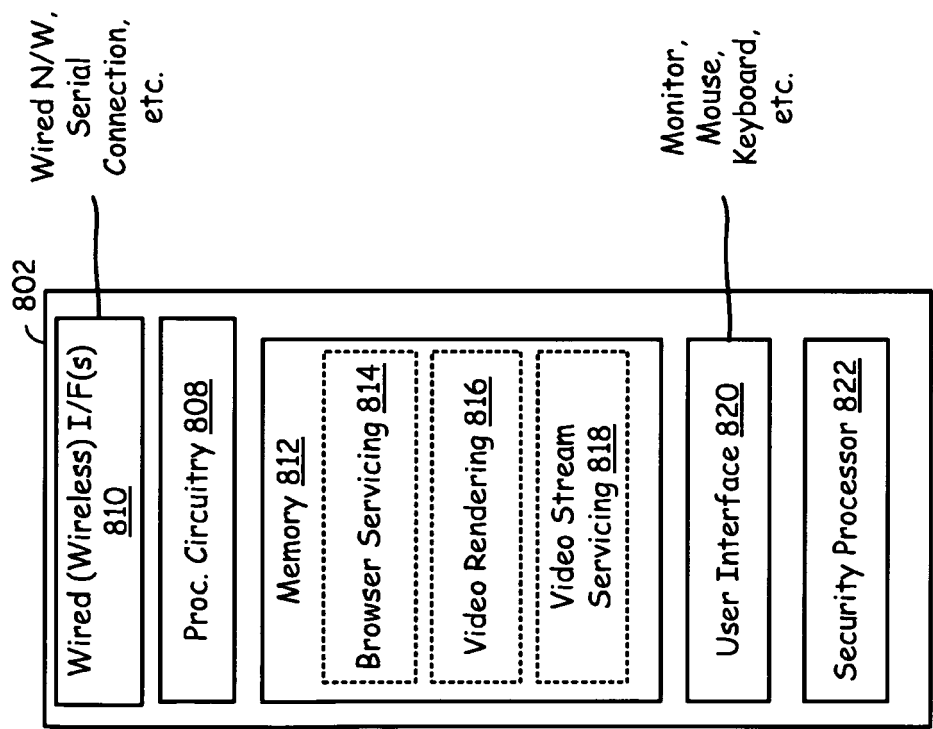 802
Wired (Wireless) I/F(s)
810
Wired N/W,
Serial
Connection,
etc.
Proc. Circuitry 808
Memory 812
Browser Servicing 814
Video Rendering 816
Video Stream
Servicing 818
User Interface 820
Monitor,
Mouse,
Keyboard,
etc.
Security Processor 822